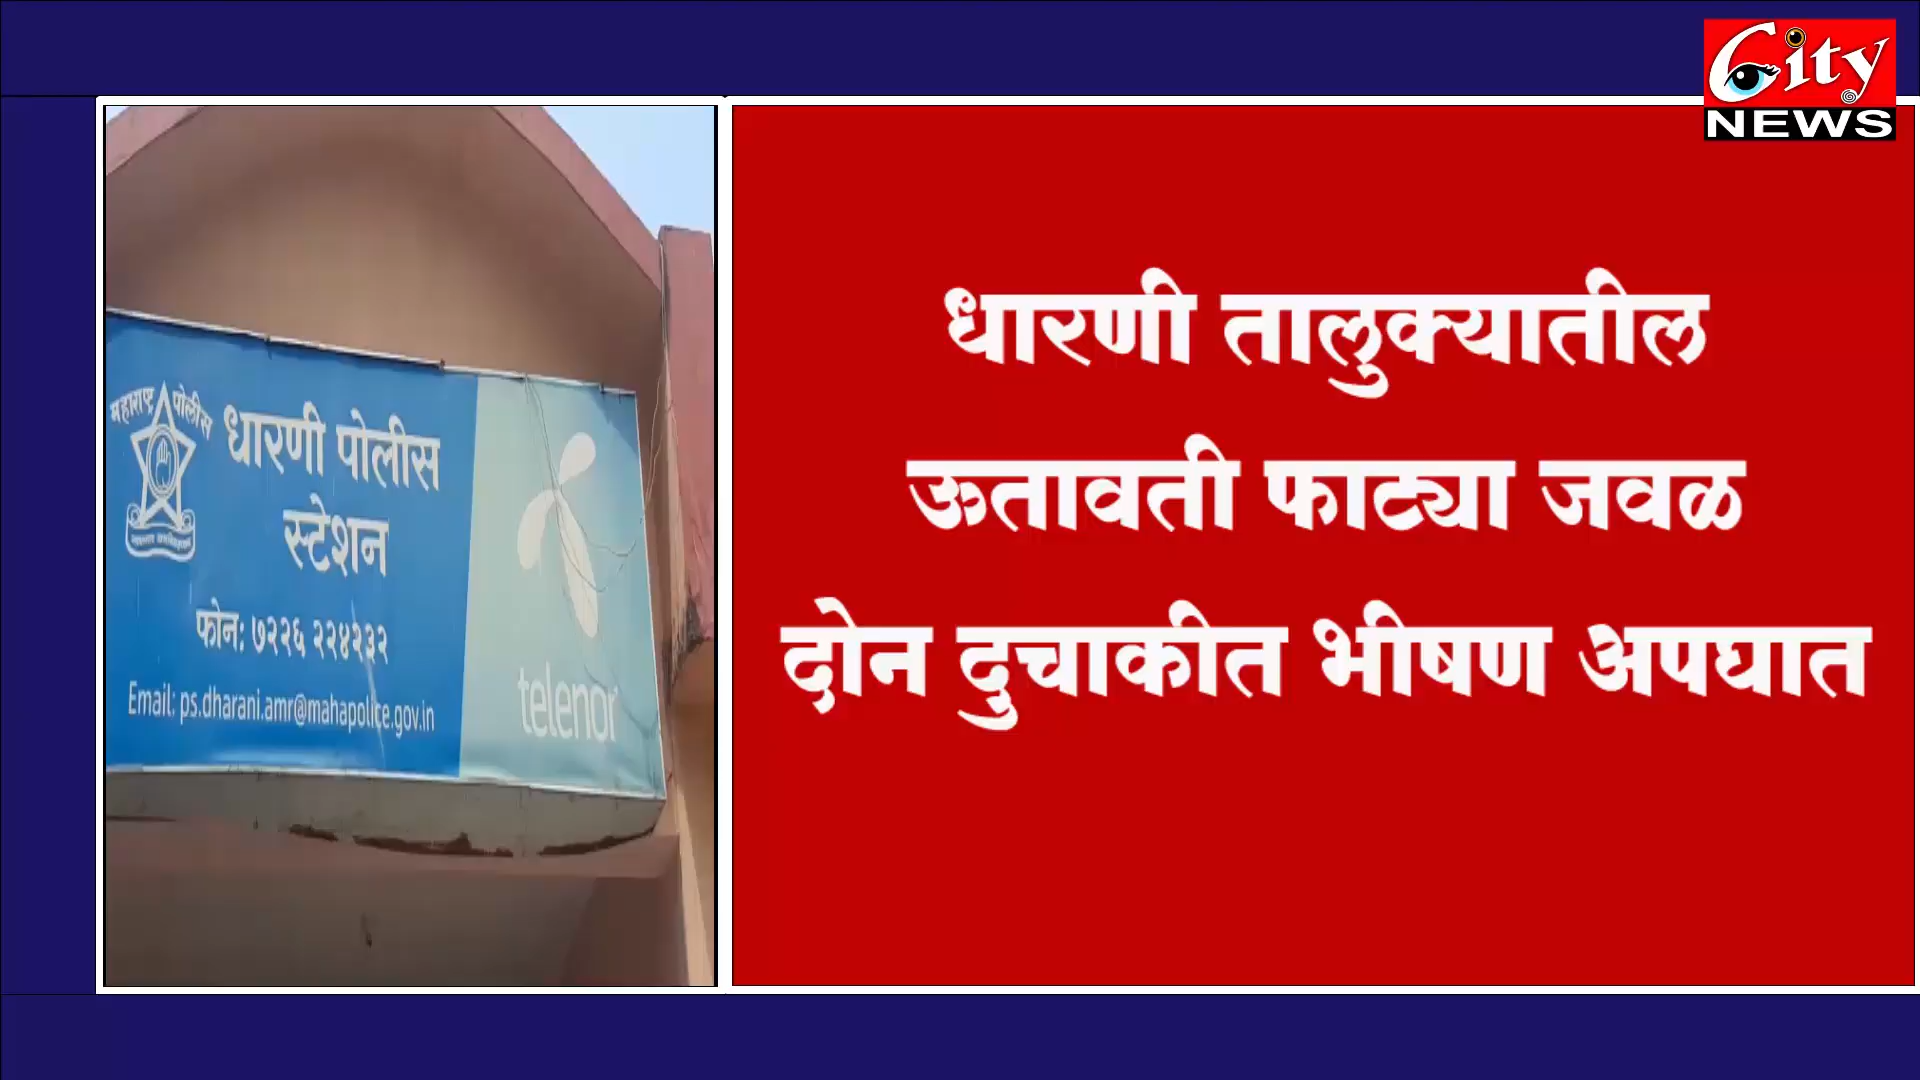 City
NEWS
महाराष्ट्र पोलीस
धारणी पोलीस
स्टेशन
फोन: ७२२६ २२४२३२
Email: ps.dharani.amr@mahapolice.gov.in
telenor
धारणी तालुक्यातील
ऊतावती फाट्या जवळ
दोन दुचाकीत भीषण अपघात